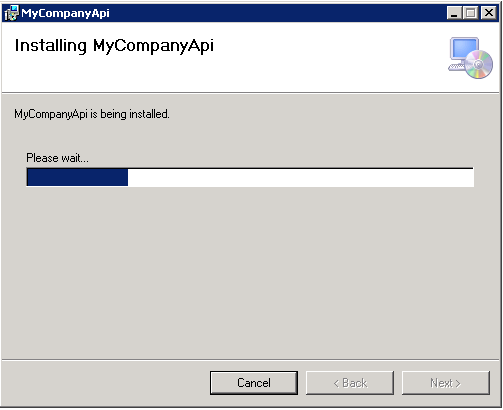 MyCompanyApi
Installing MyCompanyApi
MyCompanyApi is being installed.
Please wait...
Cancel
< Back
Next >